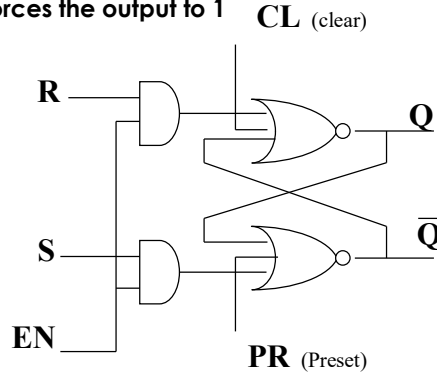 orces the output to 1
CL (clear)
R
Q
S
Q̅
EN
PR (Preset)